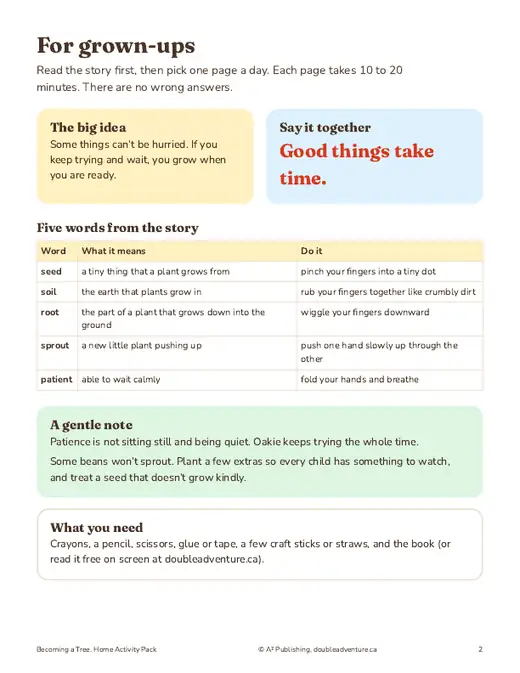 For grown-ups
Read the story first, then pick one page a day. Each page takes 10 to 20
minutes. There are no wrong answers.
The big idea
Some things can't be hurried. If you
keep trying and wait, you grow when
you are ready.
Say it together
Good things take
time.
Five words from the story
Word What it means Do it
seed a tiny thing that a plant grows from pinch your fingers into a tiny dot
soil the earth that plants grow in rub your fingers together like crumbly dirt
root the part of a plant that grows down into the wiggle your fingers downward
ground
sprout a new little plant pushing up push one hand slowly up through the
other
patient able to wait calmly fold your hands and breathe
A gentle note
Patience is not sitting still and being quiet. Oakie keeps trying the whole time.
Some beans won't sprout. Plant a few extras so every child has something to watch,
and treat a seed that doesn't grow kindly.
What you need
Crayons, a pencil, scissors, glue or tape, a few craft sticks or straws, and the book (or
read it free on screen at doubleadventure.ca).
Becoming a Tree. Home Activity Pack © A² Publishing, doubleadventure.ca 2